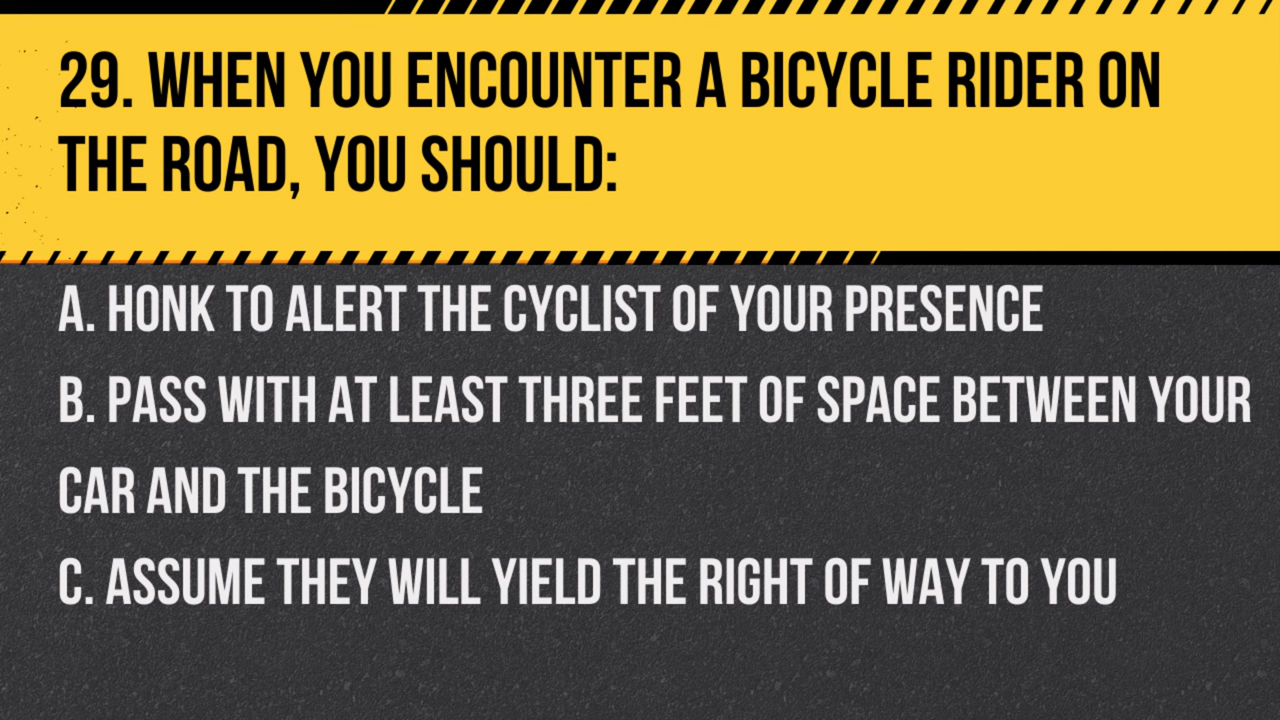 29. WHEN YOU ENCOUNTER A BICYCLE RIDER ON
THE ROAD, YOU SHOULD:
A. HONK TO ALERT THE CYCLIST OF YOUR PRESENCE
B. PASS WITH AT LEAST THREE FEET OF SPACE BETWEEN YOUR
CAR AND THE BICYCLE
C. ASSUME THEY WILL YIELD THE RIGHT OF WAY TO YOU